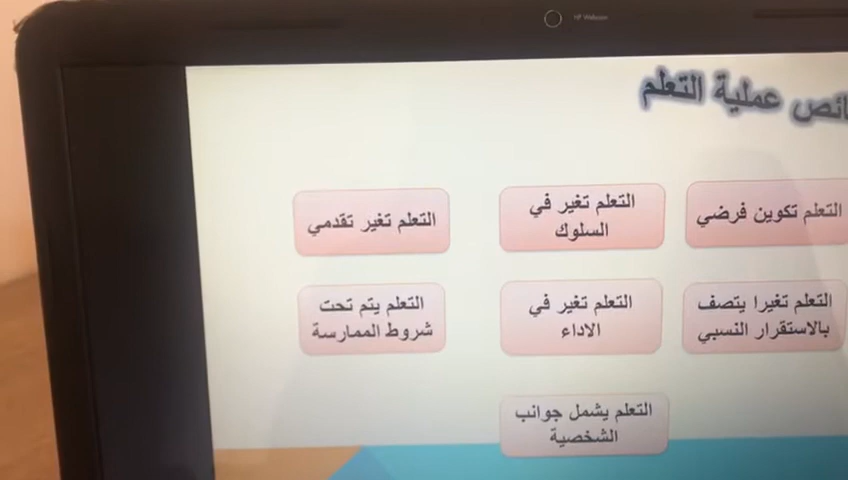 عملية التعلم
التعلم تكوين فرضي
التعلم تغير في
السلوك
التعلم تغير تقدمي
التعلم تغيرا يتصف
بالاستقرار النسبي
التعلم تغير في
الاداء
التعلم يتم تحت
شروط الممارسة
التعلم يشمل جوانب
الشخصية